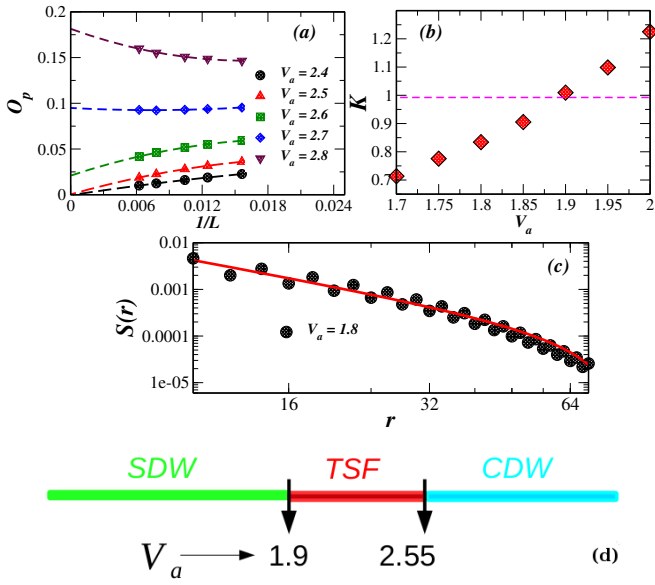 0.2
0.15
0.1
0.05
0
O_p
(a)
V_a = 2.4
V_a = 2.5
V_a = 2.6
V_a = 2.7
V_a = 2.8
0 0.006 0.012 0.018 0.024
1/L
1.2
1.1
1
0.9
0.8
0.7
K
(b)
1.7 1.75 1.8 1.85 1.9 1.95 2
V_a
0.01
0.001
0.0001
1e-05
S(r)
(c)
V_a = 1.8
16 32 64
r
SDW TSF CDW
V_a 1.9 2.55 (d)